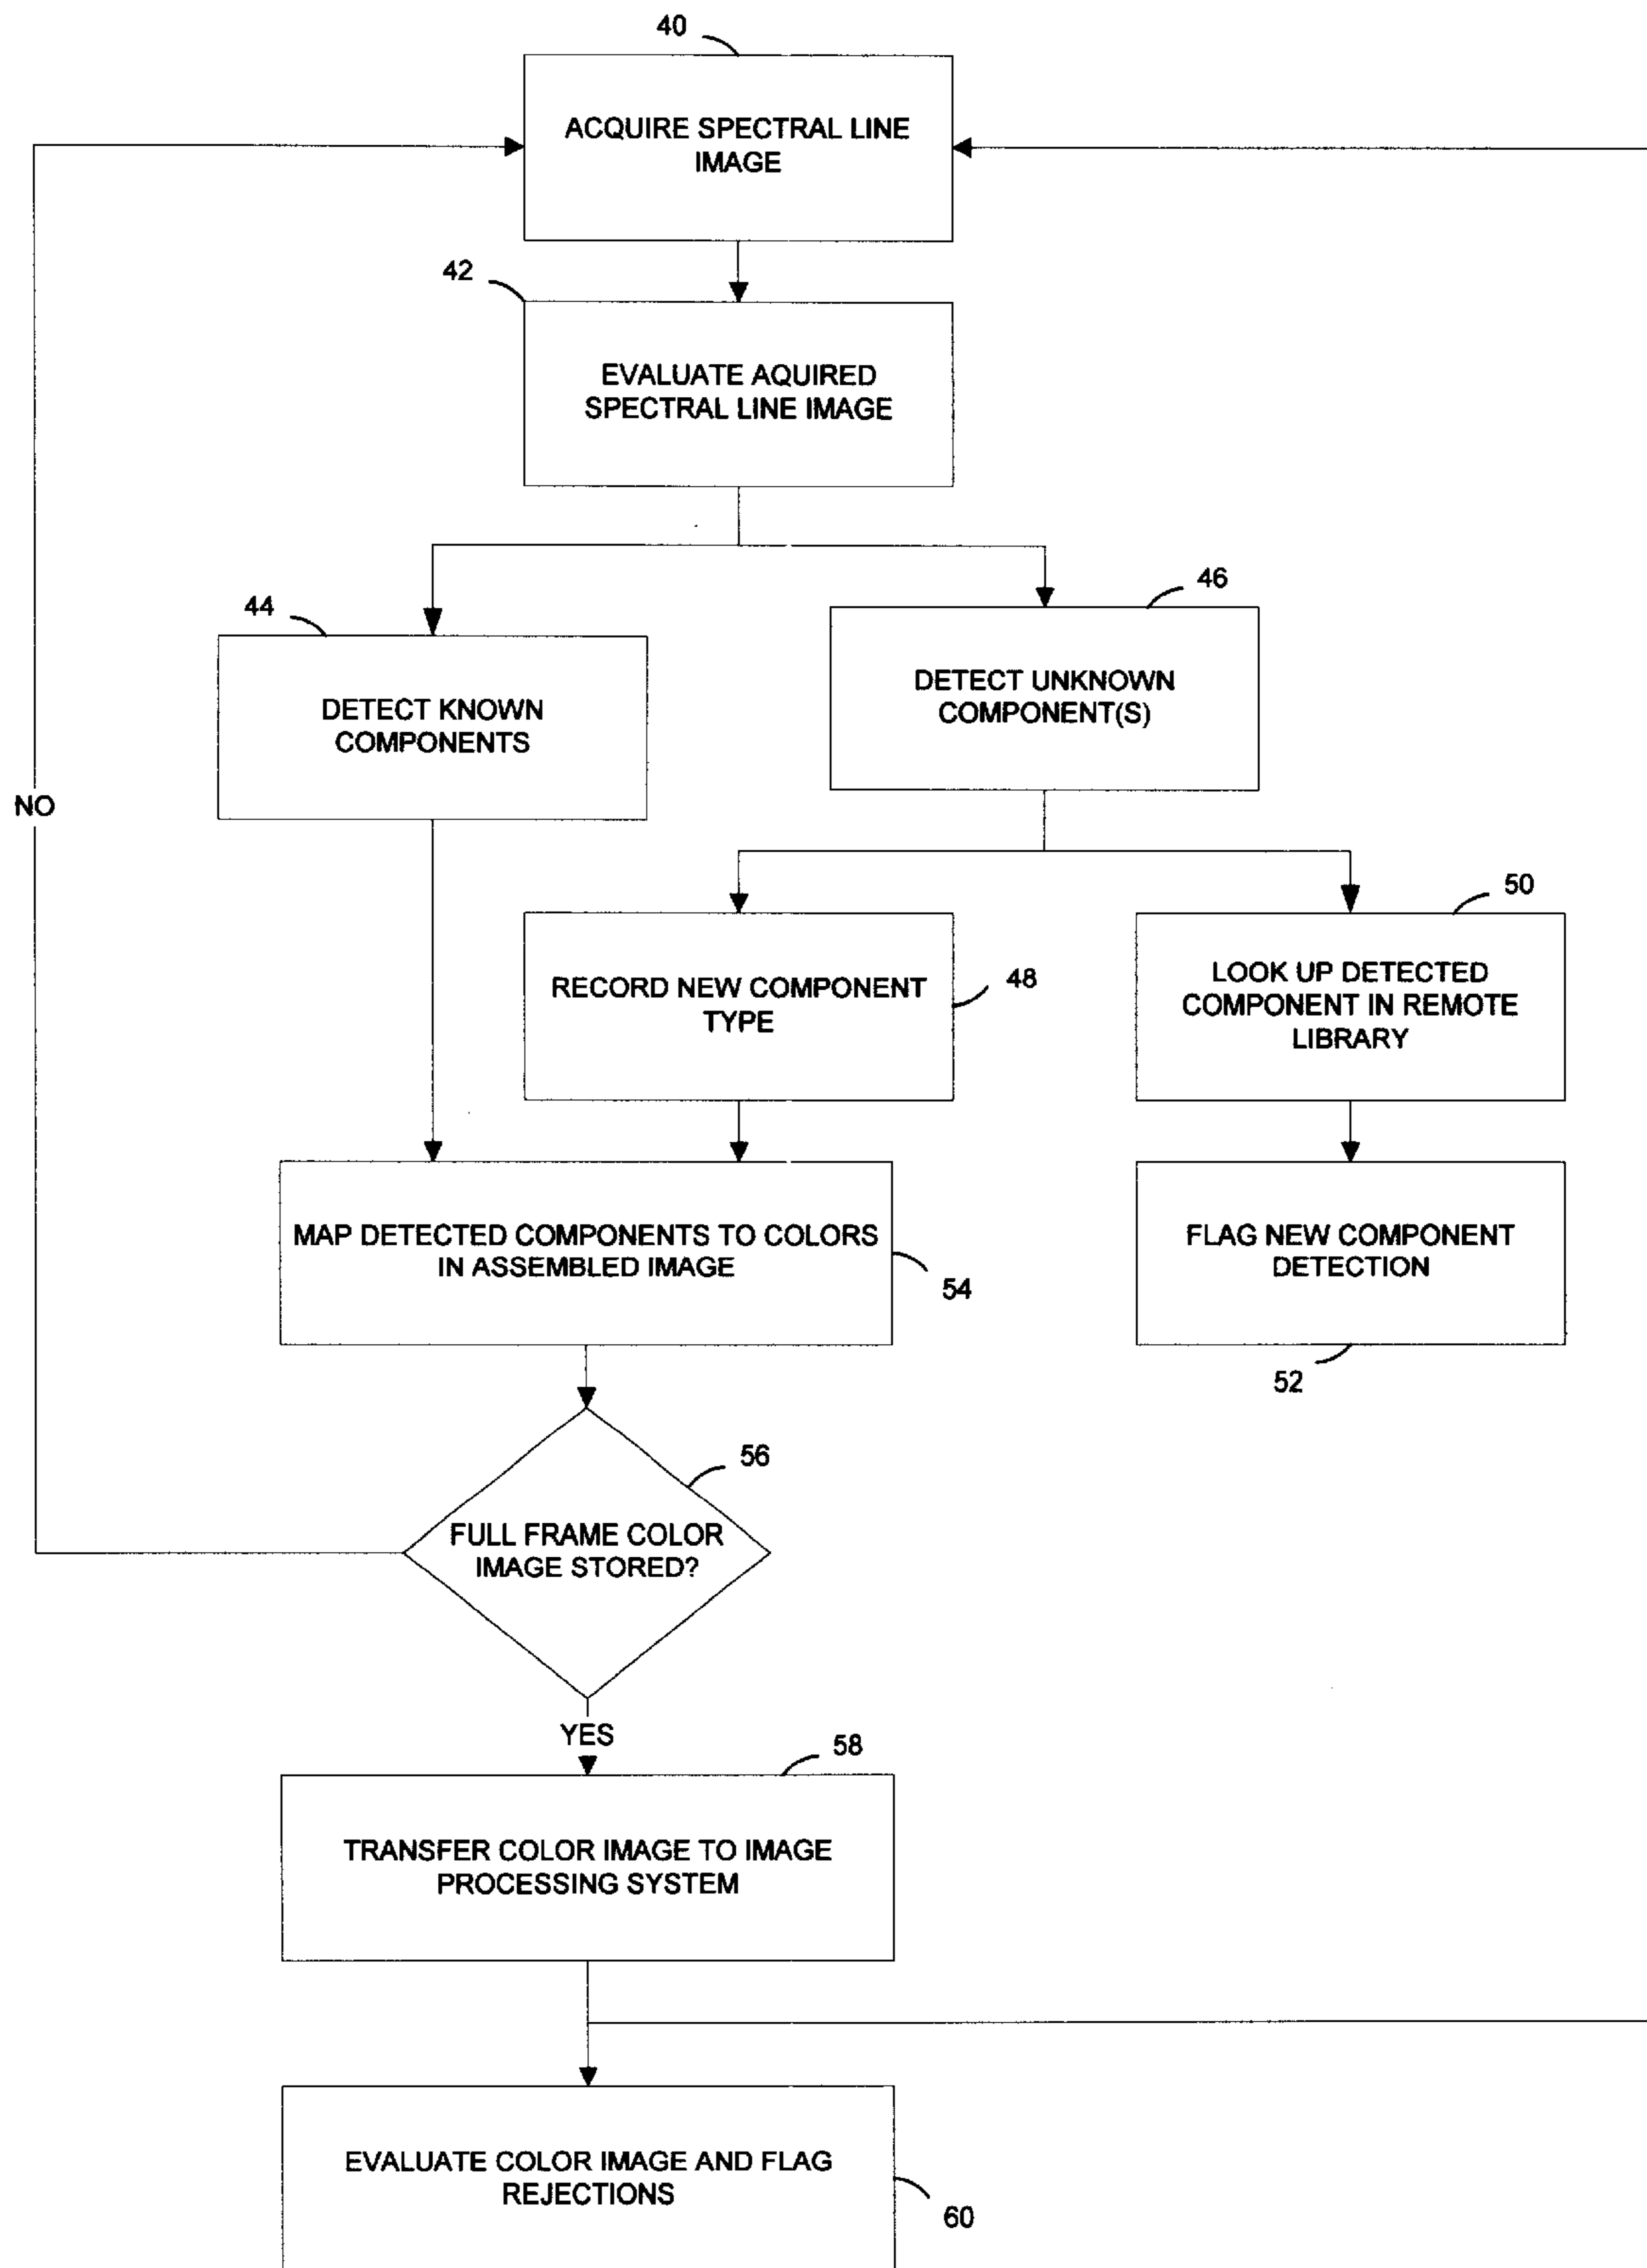 40
ACQUIRE SPECTRAL LINE
IMAGE
42
EVALUATE AQUIRED
SPECTRAL LINE IMAGE
44
DETECT KNOWN
COMPONENTS
46
DETECT UNKNOWN
COMPONENT(S)
NO
RECORD NEW COMPONENT
TYPE
48
50
LOOK UP DETECTED
COMPONENT IN REMOTE
LIBRARY
MAP DETECTED COMPONENTS TO COLORS
IN ASSEMBLED IMAGE
54
FLAG NEW COMPONENT
DETECTION
52
56
FULL FRAME COLOR
IMAGE STORED?
YES
58
TRANSFER COLOR IMAGE TO IMAGE
PROCESSING SYSTEM
EVALUATE COLOR IMAGE AND FLAG
REJECTIONS
60